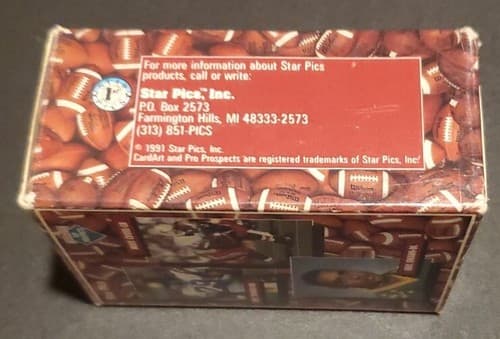 For more information about Star Pics
products, call or write:
Star Pics,™ Inc.
P.O. Box 2573
Farmington Hills, MI 48333-2573
(313) 851-PICS
© 1991 Star Pics, Inc.
CardArt and Pro Prospects are registered trademarks of Star Pics, Inc.